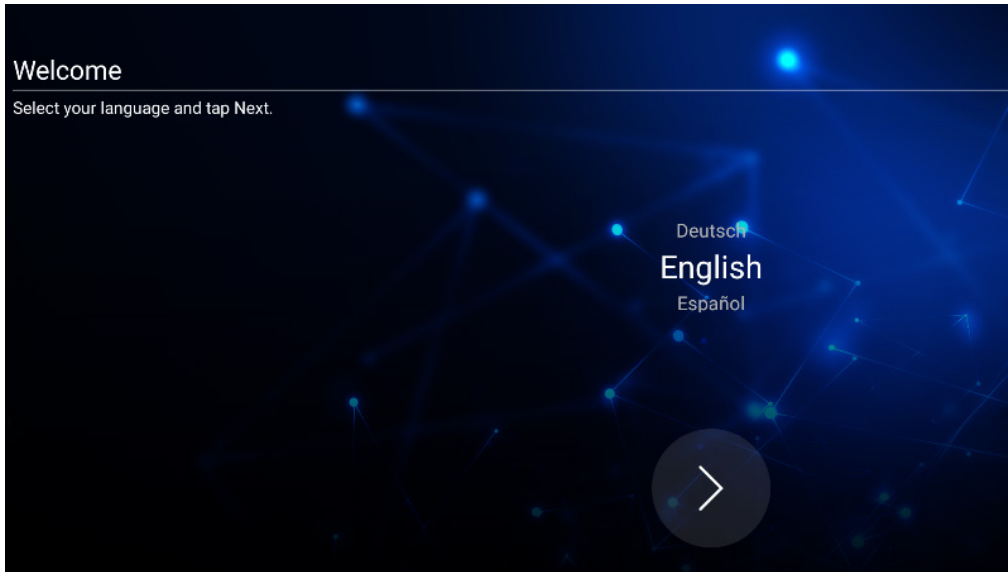 Welcome
Select your language and tap Next.
Deutsch
English
Español